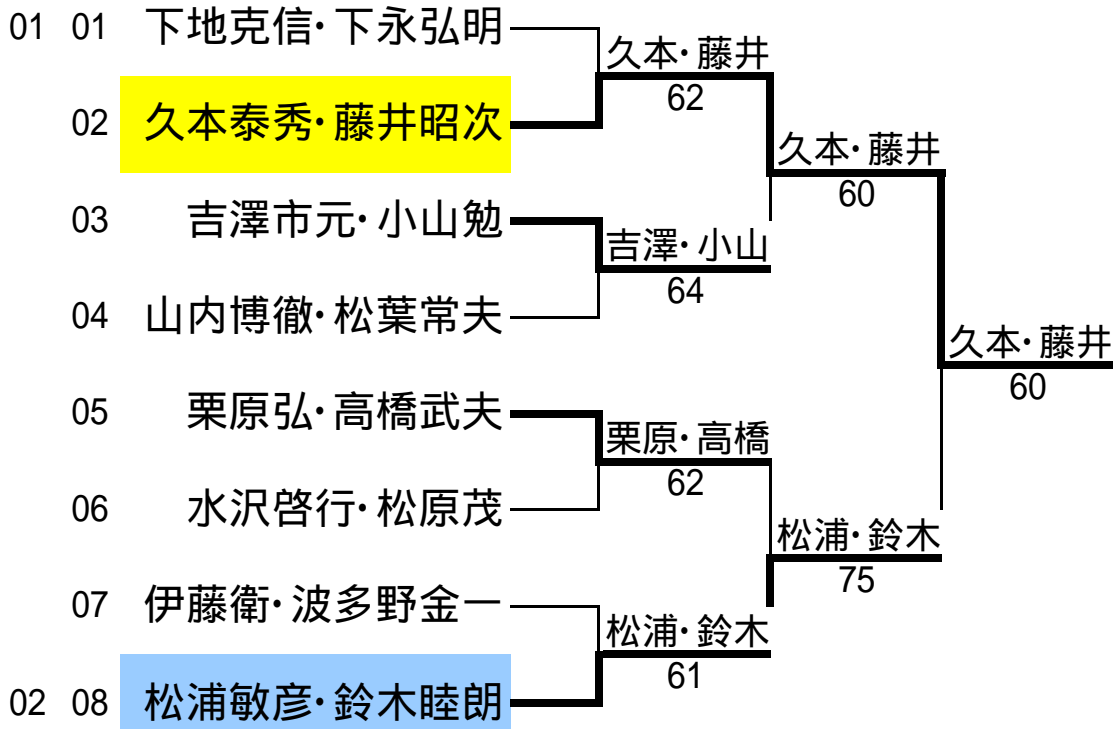 01 01 下地克信・下永弘明
久本・藤井
62
02 久本泰秀・藤井昭次
久本・藤井
60
03 吉澤市元・小山勉
吉澤・小山
64
04 山内博徹・松葉常夫
久本・藤井
60
05 栗原弘・高橋武夫
栗原・高橋
62
06 水沢啓行・松原茂
松浦・鈴木
75
07 伊藤衛・波多野金一
松浦・鈴木
61
02 08 松浦敏彦・鈴木睦朗